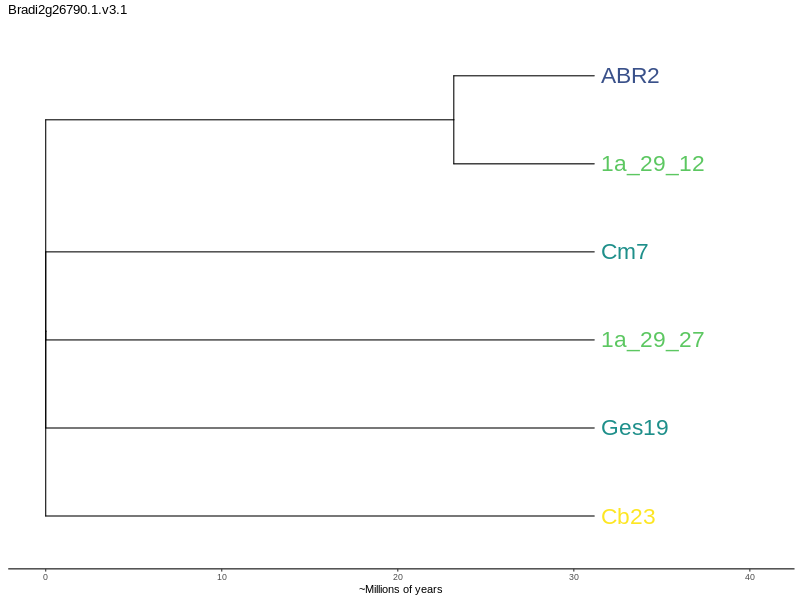 Bradi2g26790.1.v3.1
ABR2
1a_29_12
Cm7
1a_29_27
Ges19
Cb23
0 10 20 30 40
~Millions of years